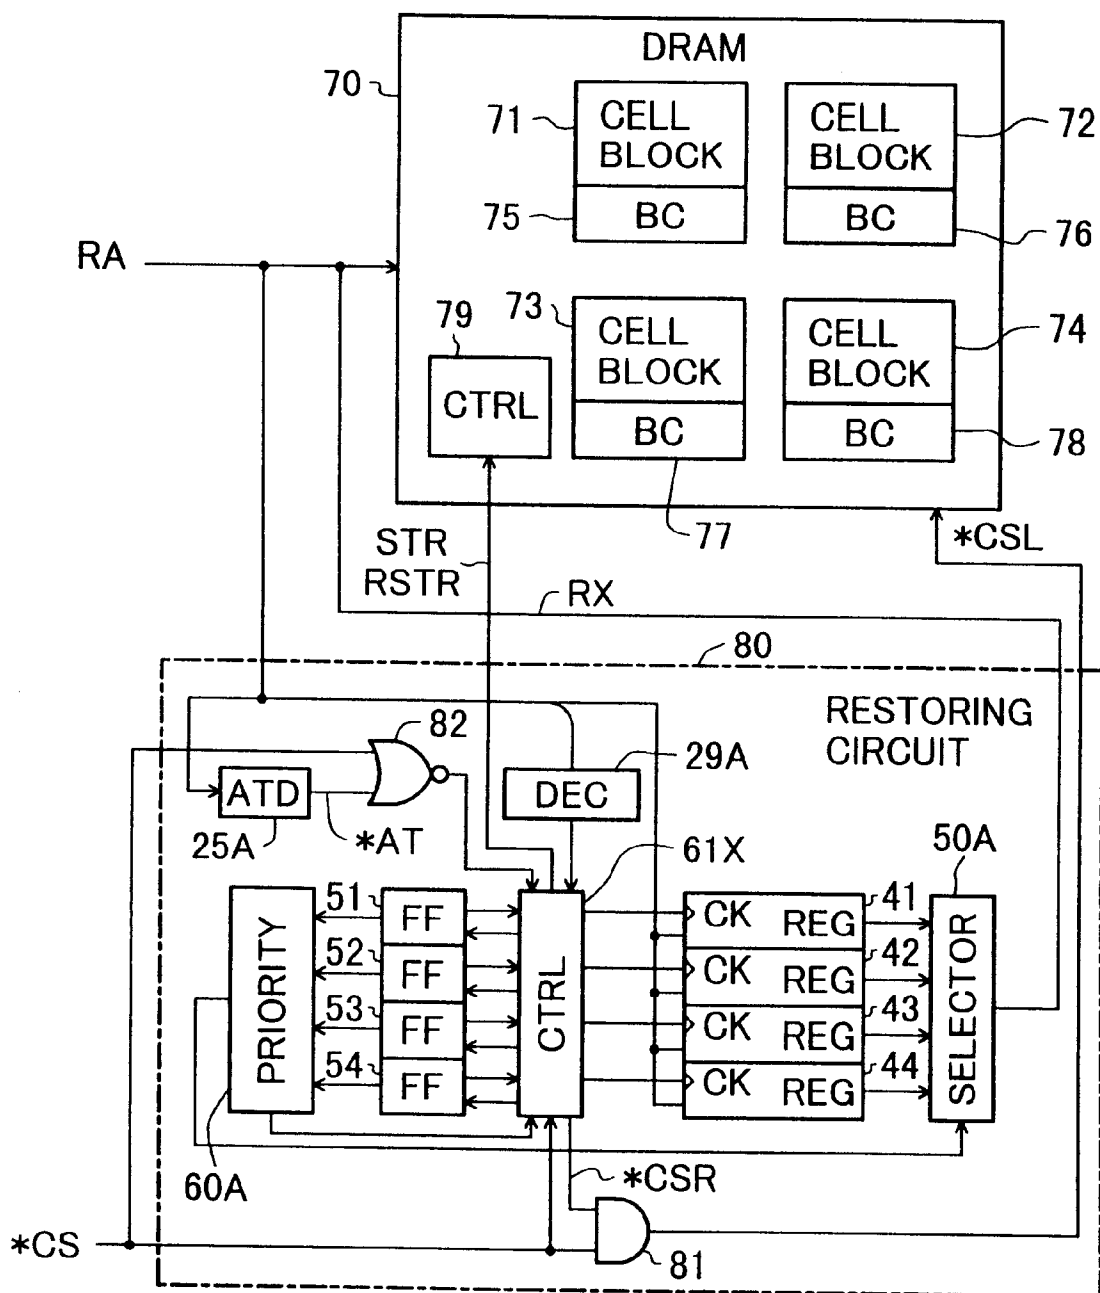 DRAM
70
71
CELL
BLOCK
CELL
BLOCK
72
75
BC
BC
76
RA
79
73
CELL
BLOCK
CELL
BLOCK
74
CTRL
BC
BC
78
77
STR
RSTR
*CSL
RX
80
82
RESTORING
CIRCUIT
29A
ATD
DEC
25A
*AT
61X
50A
51
FF
CK
REG
41
52
FF
CK
REG
42
53
FF
CK
REG
43
54
FF
CK
REG
44
PRIORITY
CTRL
SELECTOR
60A
*CSR
*CS
81